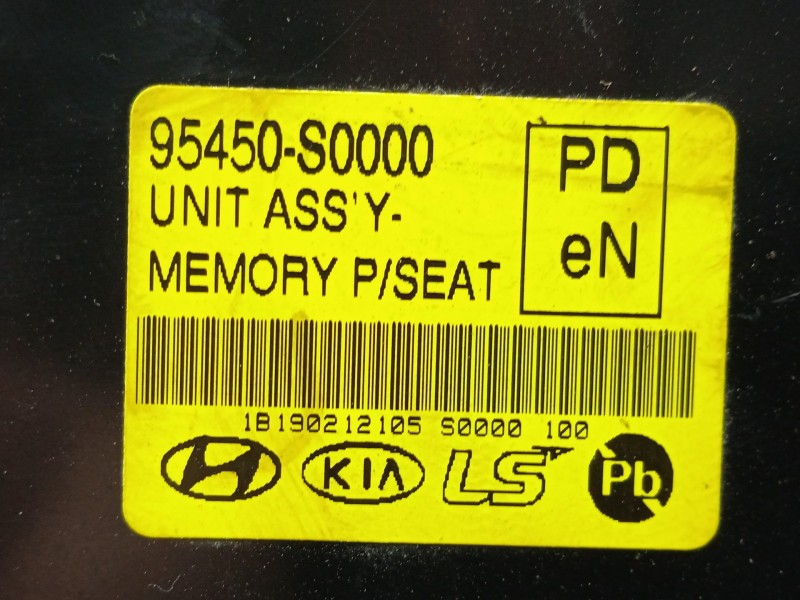 95450-S0000
UNIT ASS'Y-
MEMORY P/SEAT
PD
eN
1B190212105 S0000 100
KIA LS Pb